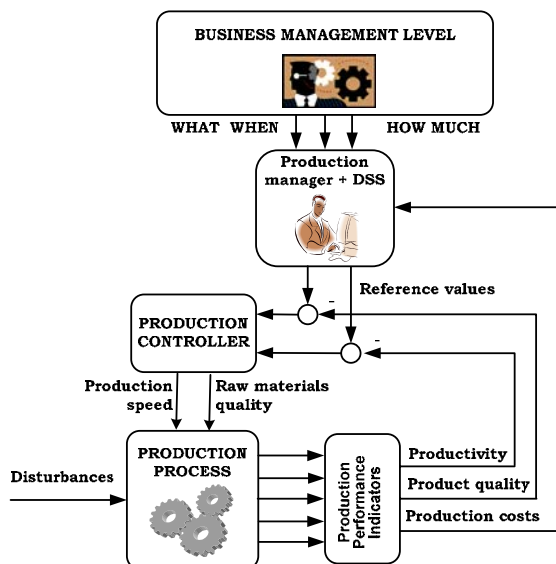 BUSINESS MANAGEMENT LEVEL
WHAT WHEN
HOW MUCH
Production
manager + DSS
Reference values
-
-
PRODUCTION
CONTROLLER
Production
speed
Raw materials
quality
PRODUCTION
PROCESS
Disturbances
Production
Performance
Indicators
Productivity
Product quality
Production costs